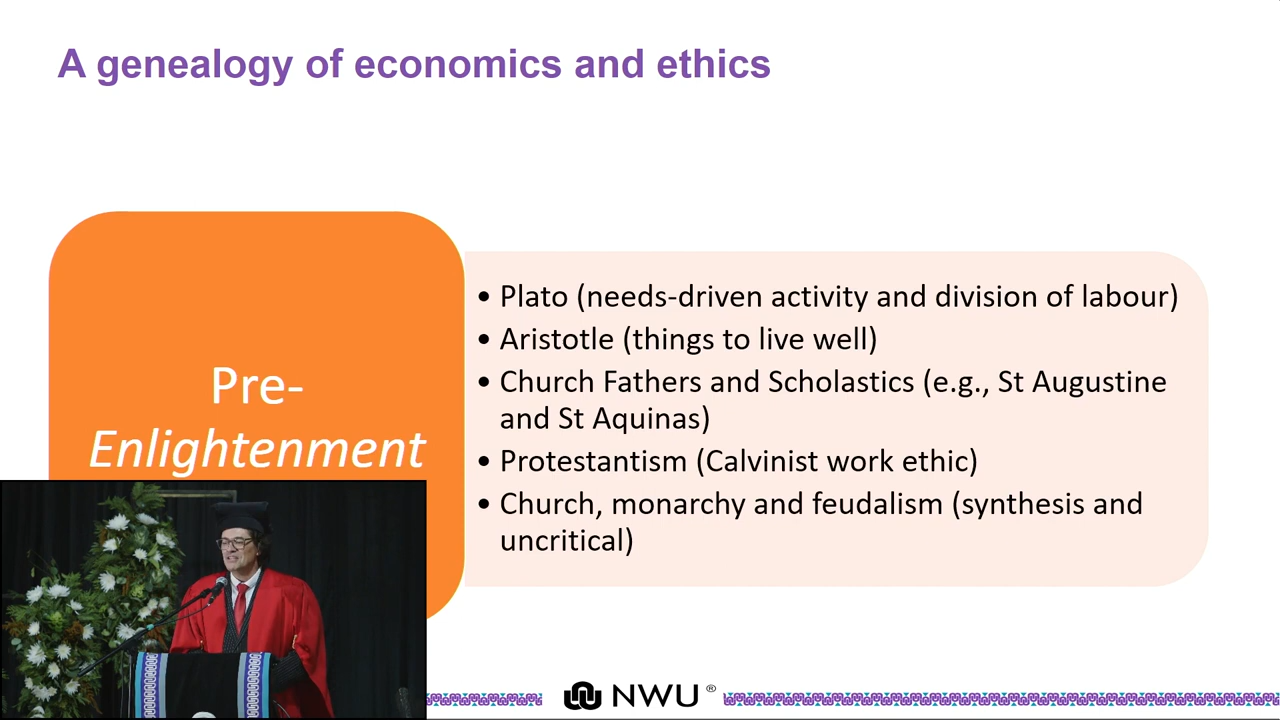 A genealogy of economics and ethics
Pre-
Enlightenment
• Plato (needs-driven activity and division of labour)
• Aristotle (things to live well)
• Church Fathers and Scholastics (e.g., St Augustine
and St Aquinas)
• Protestantism (Calvinist work ethic)
• Church, monarchy and feudalism (synthesis and
uncritical)
NWU®